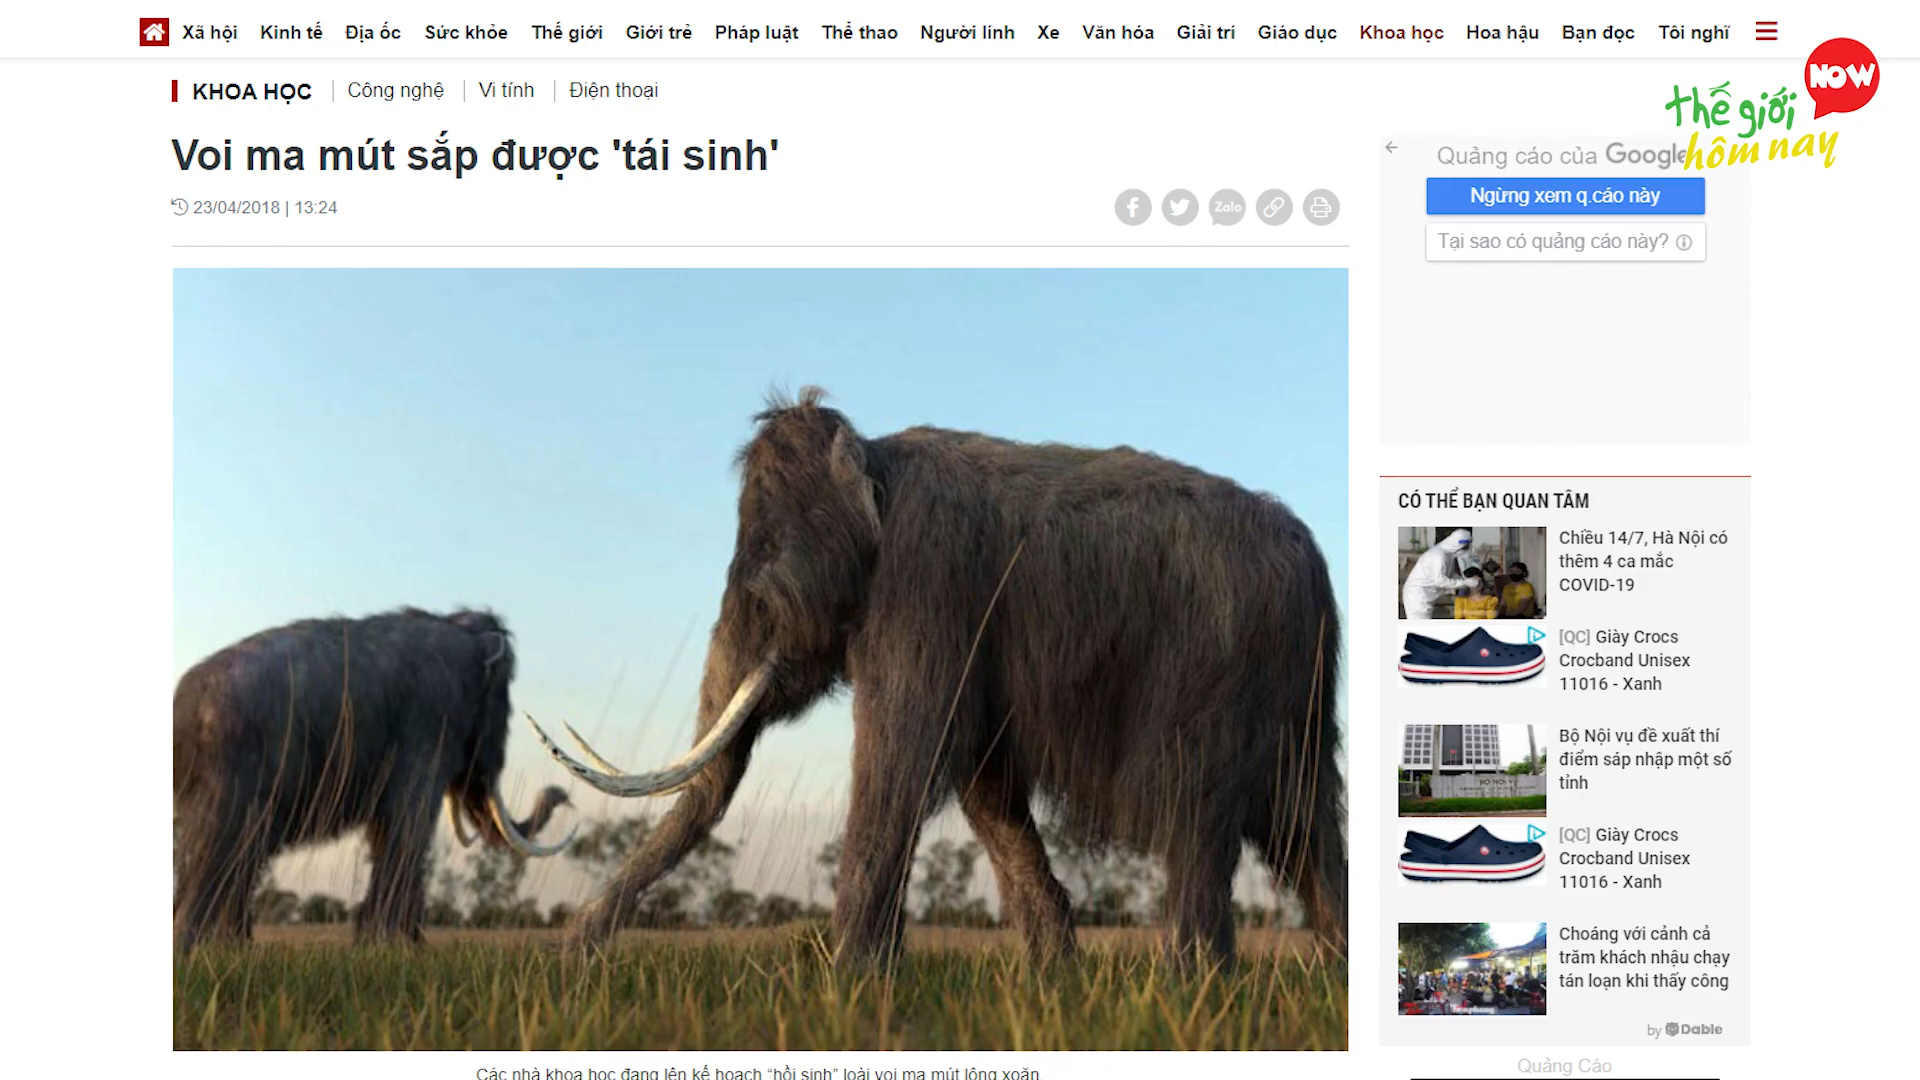 Xã hội Kinh tế Địa ốc Sức khỏe Thế giới Giới trẻ Pháp luật Thể thao Người lính Xe Văn hóa Giải trí Giáo dục Khoa học Hoa hậu Bạn đọc Tôi nghĩ
NOW
thế giới
hôm nay
KHOA HỌC Công nghệ Vi tính Điện thoại
Voi ma mút sắp được 'tái sinh'
23/04/2018 | 13:24
Zalo
Quảng cáo của Google
Ngừng xem q.cáo này
Tại sao có quảng cáo này?
CÓ THỂ BẠN QUAN TÂM
Chiều 14/7, Hà Nội có
thêm 4 ca mắc
COVID-19
[QC] Giày Crocs
Crocband Unisex
11016 - Xanh
Bộ Nội vụ đề xuất thí
điểm sáp nhập một số
tỉnh
[QC] Giày Crocs
Crocband Unisex
11016 - Xanh
Choáng với cảnh cả
trăm khách nhậu chạy
tán loạn khi thấy công
by Dable
Quảng Cáo
Các nhà khoa học đang lên kế hoạch “hồi sinh” loài voi ma mút lông xoăn.